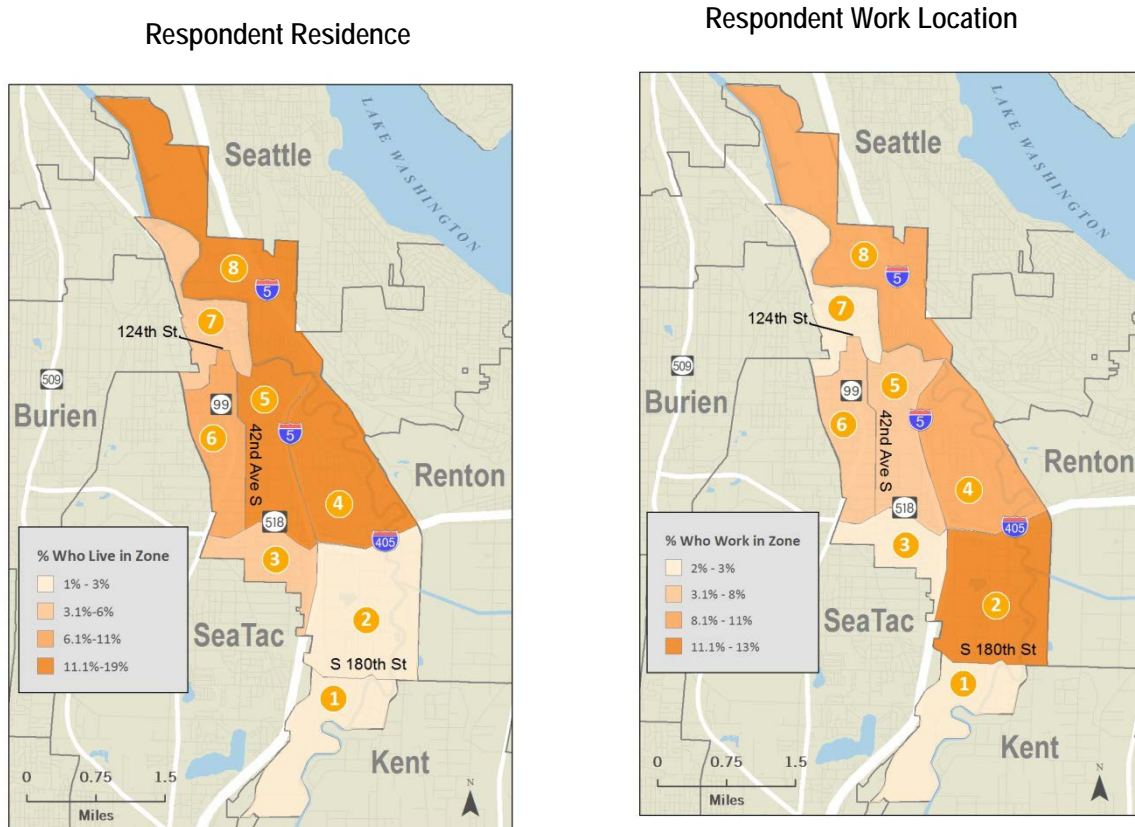 Respondent Residence
Seattle
LAKE WASHINGTON
8
5
7
124th St
509
99
5
Burien
6
42nd Ave S
5
Renton
4
518
405
3
% Who Live in Zone
1% - 3%
3.1%-6%
6.1%-11%
11.1%-19%
SeaTac
2
S 180th St
1
Kent
0 0.75 1.5
Miles
N
Respondent Work Location
Seattle
LAKE WASHINGTON
8
5
7
124th St
509
99
5
Burien
6
42nd Ave S
5
Renton
4
518
405
3
% Who Work in Zone
2% - 3%
3.1% - 8%
8.1% - 11%
11.1% - 13%
SeaTac
2
S 180th St
1
Kent
0 0.75 1.5
Miles
N